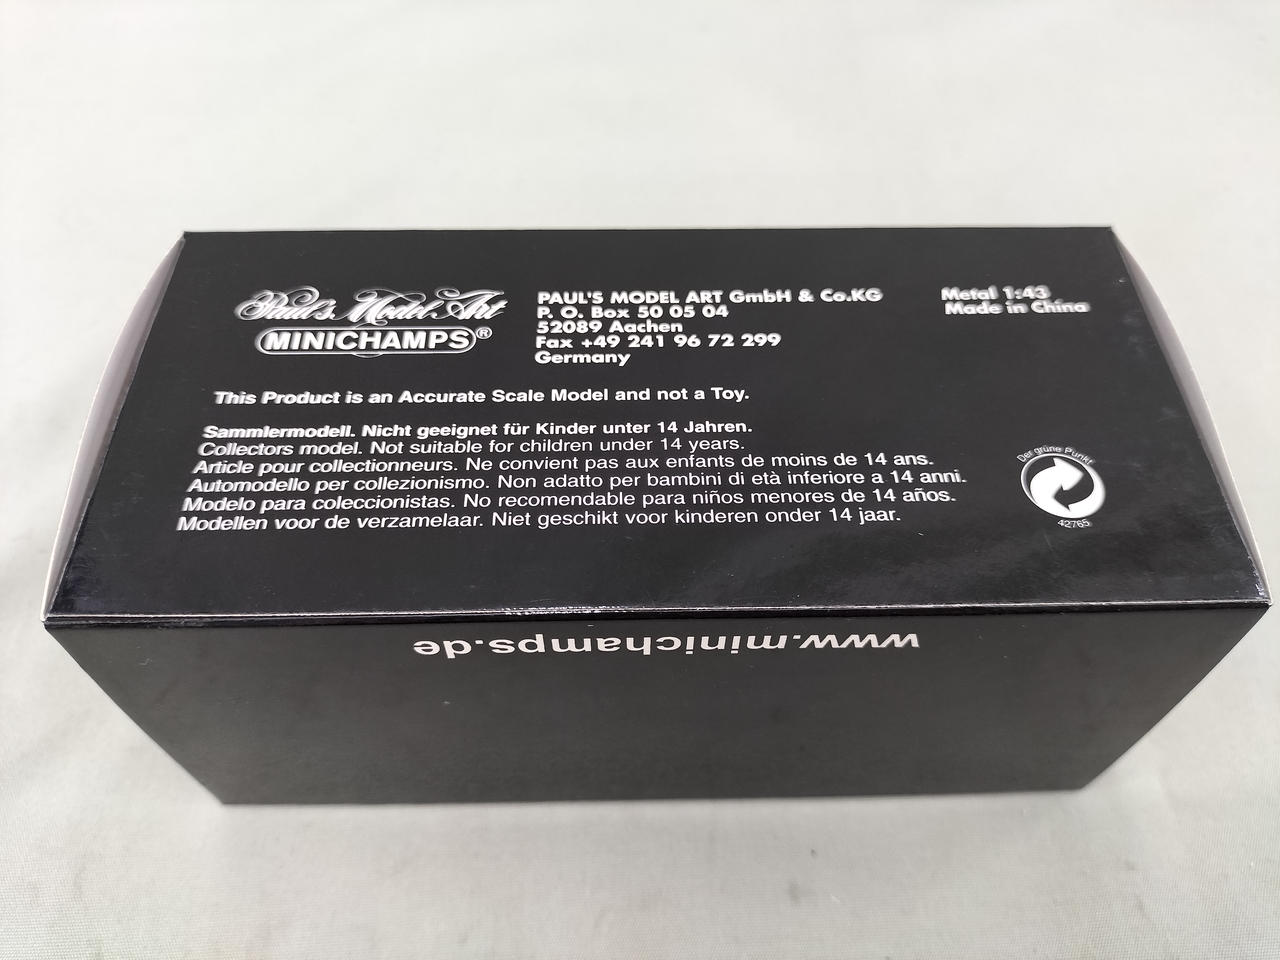 Paul's Model Art
MINICHAMPS®
PAUL'S MODEL ART GmbH & Co.KG
P. O. Box 50 05 04
52089 Aachen
Fax +49 241 96 72 299
Germany
Metal 1:43
Made in China
This Product is an Accurate Scale Model and not a Toy.
Sammlermodell. Nicht geeignet für Kinder unter 14 Jahren.
Collectors model. Not suitable for children under 14 years.
Article pour collectionneurs. Ne convient pas aux enfants de moins de 14 ans.
Automodello per collezionismo. Non adatto per bambini di età inferiore a 14 anni.
Modelo para coleccionistas. No recomendable para niños menores de 14 años.
Modellen voor de verzamelaar. Niet geschikt voor kinderen onder 14 jaar.
Der grüne Punkt
42765
www.minichamps.de